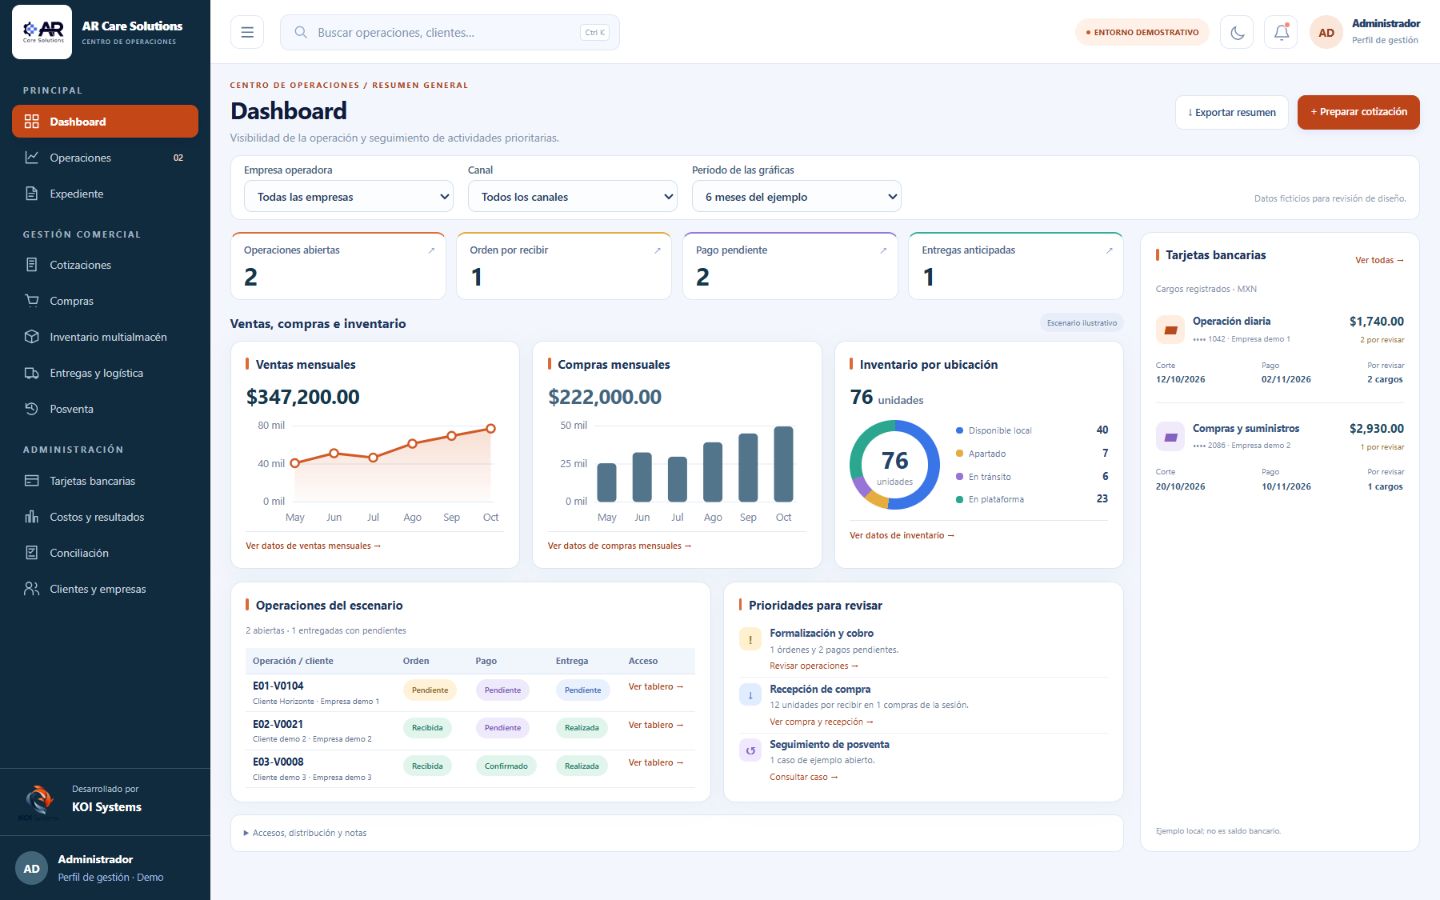 AR
Care Solutions
AR Care Solutions
CENTRO DE OPERACIONES
PRINCIPAL
Dashboard
Operaciones 02
Expediente
GESTIÓN COMERCIAL
Cotizaciones
Compras
Inventario multialmacén
Entregas y logística
Posventa
ADMINISTRACIÓN
Tarjetas bancarias
Costos y resultados
Conciliación
Clientes y empresas
Desarrollado por
KOI Systems
AD
Administrador
Perfil de gestión · Demo
Buscar operaciones, clientes... Ctrl K
ENTORNO DEMOSTRATIVO
AD
Administrador
Perfil de gestión
CENTRO DE OPERACIONES / RESUMEN GENERAL
Dashboard
Visibilidad de la operación y seguimiento de actividades prioritarias.
↓ Exportar resumen
+ Preparar cotización
Empresa operadora
Todas las empresas
Canal
Todos los canales
Periodo de las gráficas
6 meses del ejemplo
Datos ficticios para revisión de diseño.
Operaciones abiertas ↗
2
Orden por recibir ↗
1
Pago pendiente ↗
2
Entregas anticipadas ↗
1
Ventas, compras e inventario
Escenario ilustrativo
Ventas mensuales
$347,200.00
80 mil
40 mil
0 mil
May Jun Jul Ago Sep Oct
Ver datos de ventas mensuales →
Compras mensuales
$222,000.00
50 mil
25 mil
0 mil
May Jun Jul Ago Sep Oct
Ver datos de compras mensuales →
Inventario por ubicación
76 unidades
76
unidades
Disponible local 40
Apartado 7
En tránsito 6
En plataforma 23
Ver datos de inventario →
Operaciones del escenario
2 abiertas · 1 entregadas con pendientes
Operación / cliente Orden Pago Entrega Acceso
E01-V0104 Pendiente Pendiente Pendiente Ver tablero →
Cliente Horizonte · Empresa demo 1
E02-V0021 Recibida Pendiente Realizada Ver tablero →
Cliente demo 2 · Empresa demo 2
E03-V0008 Recibida Confirmado Realizada Ver tablero →
Cliente demo 3 · Empresa demo 3
Prioridades para revisar
!
Formalización y cobro
1 órdenes y 2 pagos pendientes.
Revisar operaciones →
↓
Recepción de compra
12 unidades por recibir en 1 compras de la sesión.
Ver compra y recepción →
↺
Seguimiento de posventa
1 caso de ejemplo abierto.
Consultar caso →
Accesos, distribución y notas
Tarjetas bancarias
Ver todas →
Cargos registrados · MXN
Operación diaria $1,740.00
•••• 1042 · Empresa demo 1 2 por revisar
Corte Pago Por revisar
12/10/2026 02/11/2026 2 cargos
Compras y suministros $2,930.00
•••• 2086 · Empresa demo 2 1 por revisar
Corte Pago Por revisar
20/10/2026 10/11/2026 1 cargos
Ejemplo local; no es saldo bancario.